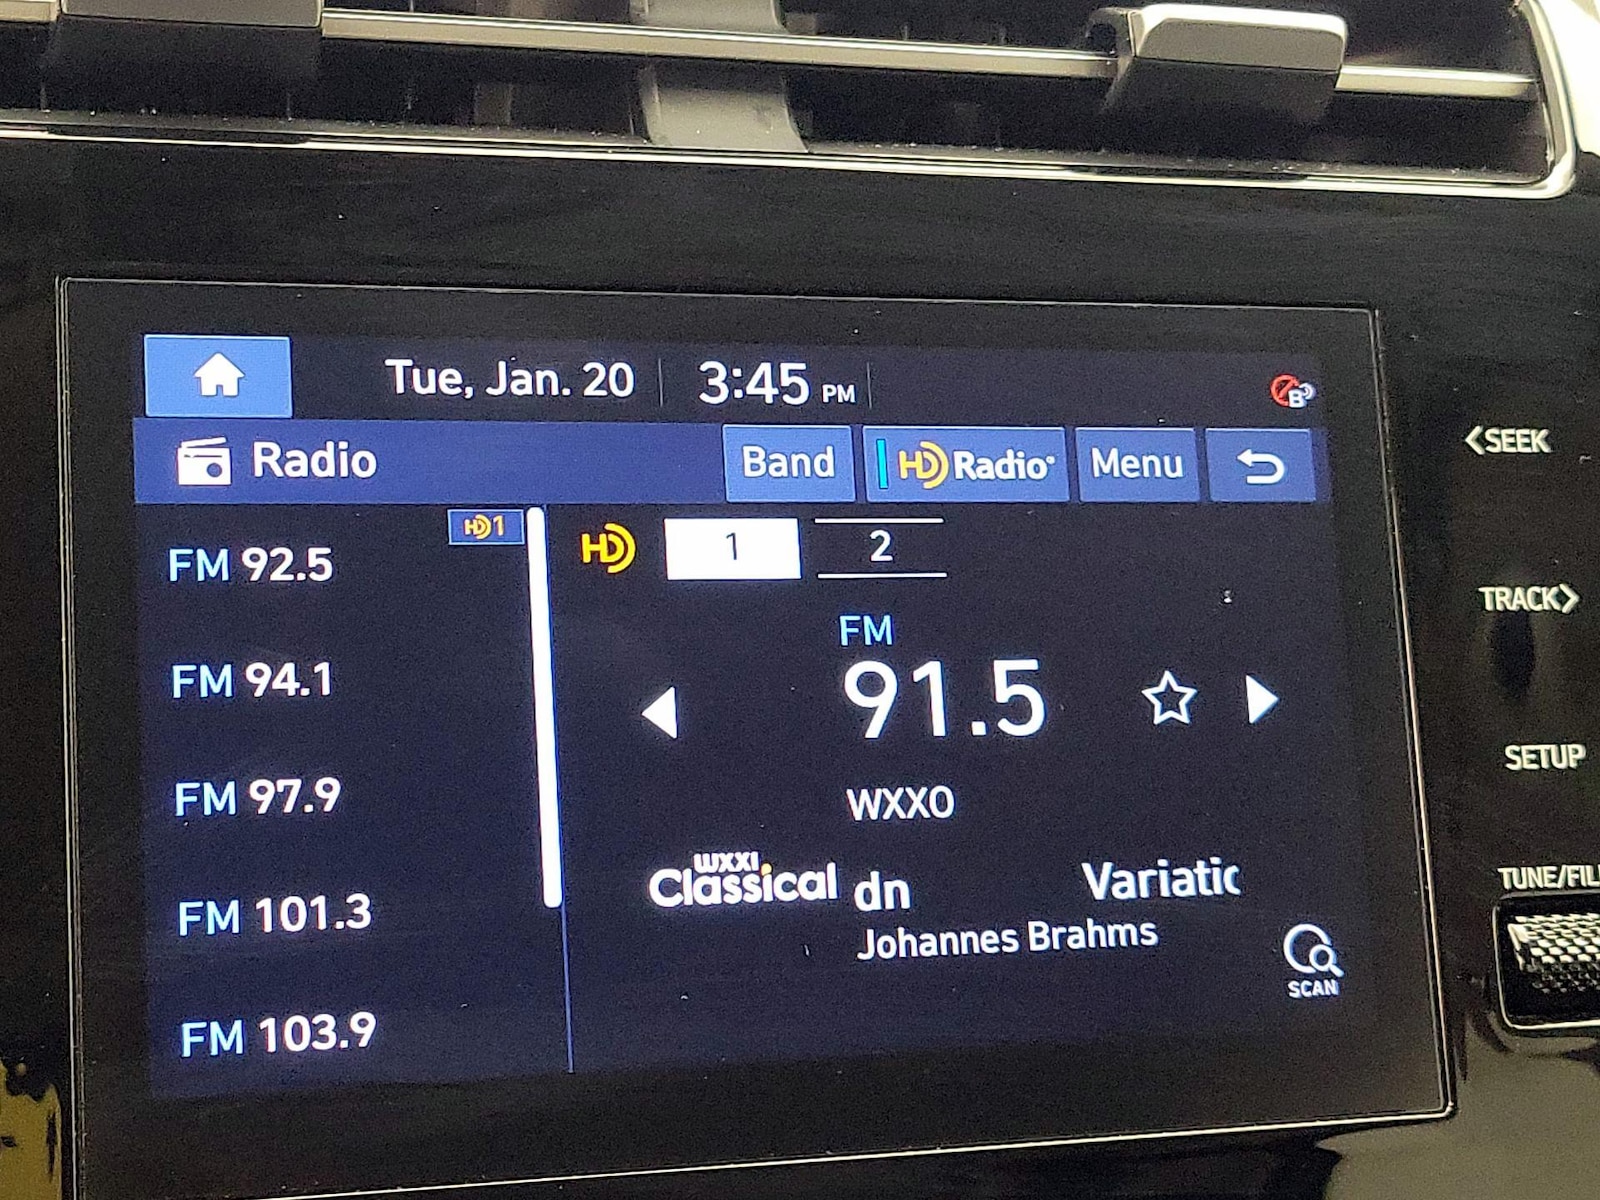 Tue, Jan. 20 3:45 PM
B
Radio Band HD Radio Menu
<SEEK
FM 92.5 HD1
HD 1 2
TRACK>
FM
FM 94.1
91.5
FM 97.9
SETUP
WXXO
WXXI
Classical
dn Variatic
Johannes Brahms
TUNE/FIL
FM 101.3
SCAN
FM 103.9